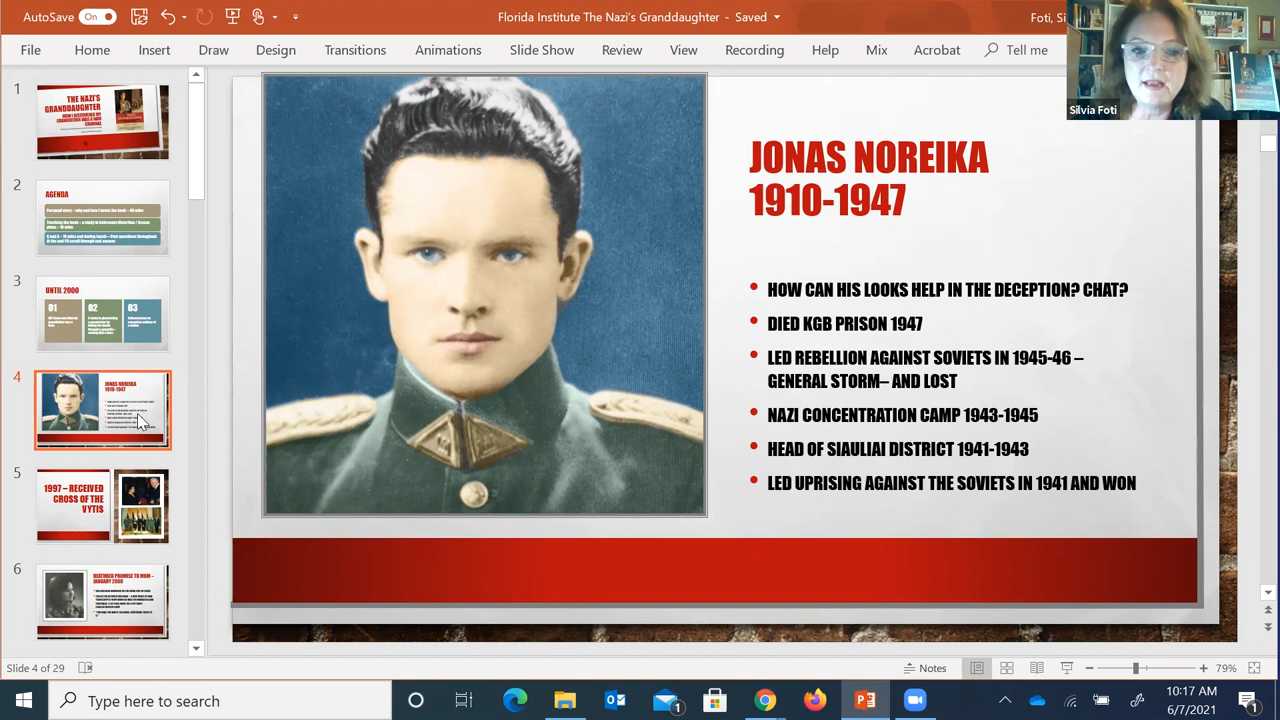 AutoSave On
Florida Institute The Nazi's Granddaughter - Saved
Foti, Si
File Home Insert Draw Design Transitions Animations Slide Show Review View Recording Help Mix Acrobat Tell me
Silvia Foti
1
THE NAZI'S
GRANDDAUGHTER
2
AGENDA
3
UNTIL 2000
01 02 03
4
JONAS NOREIKA
1910-1947
5
1997 – RECEIVED
CROSS OF THE
VYTIS
6
JONAS NOREIKA
1910-1947
• HOW CAN HIS LOOKS HELP IN THE DECEPTION? CHAT?
• DIED KGB PRISON 1947
• LED REBELLION AGAINST SOVIETS IN 1945-46 –
GENERAL STORM– AND LOST
• NAZI CONCENTRATION CAMP 1943-1945
• HEAD OF SIAULIAI DISTRICT 1941-1943
• LED UPRISING AGAINST THE SOVIETS IN 1941 AND WON
Slide 4 of 29
Notes
79%
Type here to search
1
10:17 AM
6/7/2021
1